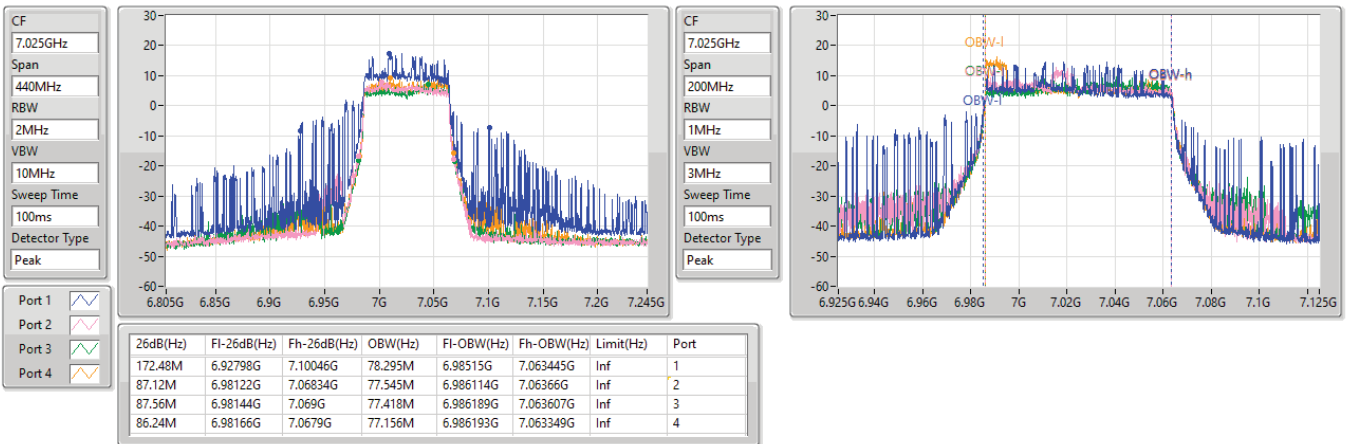 CF
7.025GHz
Span
440MHz
RBW
2MHz
VBW
10MHz
Sweep Time
100ms
Detector Type
Peak
30
20
10
0
-10
-20
-30
-40
-50
-60
6.805G 6.85G 6.9G 6.95G 7G 7.05G 7.1G 7.15G 7.2G 7.245G
CF
7.025GHz
Span
200MHz
RBW
1MHz
VBW
3MHz
Sweep Time
100ms
Detector Type
Peak
30
20
10
0
-10
-20
-30
-40
-50
-60
OBW-l
OBW-l
OBW-l
OBW-h
6.925G 6.94G 6.96G 6.98G 7G 7.02G 7.04G 7.06G 7.08G 7.1G 7.125G
Port 1
Port 2
Port 3
Port 4
26dB(Hz) Fl-26dB(Hz) Fh-26dB(Hz) OBW(Hz) Fl-OBW(Hz) Fh-OBW(Hz) Limit(Hz) Port
172.48M 6.92798G 7.10046G 78.295M 6.98515G 7.063445G Inf 1
87.12M 6.98122G 7.06834G 77.545M 6.986114G 7.06366G Inf 2
87.56M 6.98144G 7.069G 77.418M 6.986189G 7.063607G Inf 3
86.24M 6.98166G 7.0679G 77.156M 6.986193G 7.063349G Inf 4